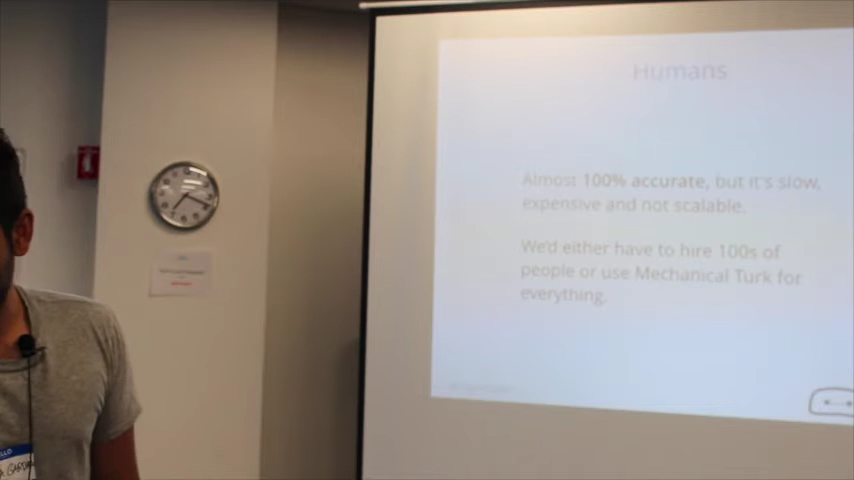 Humans
Almost 100% accurate, but it's slow,
expensive and not scalable.
We'd either have to hire 100s of
people or use Mechanical Turk for
everything.